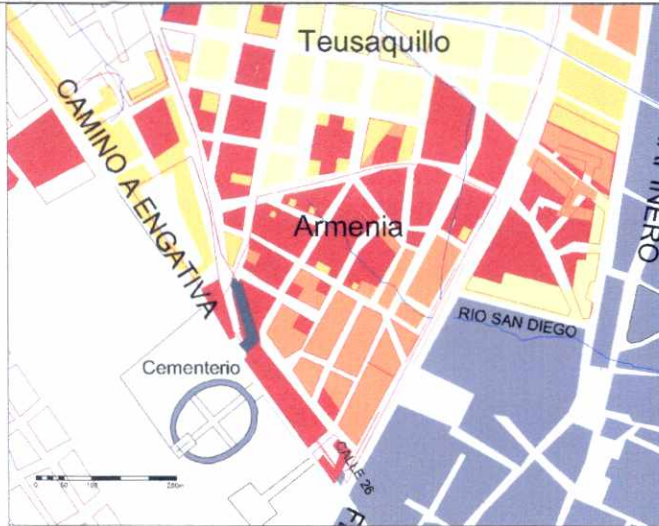 Teusaquillo
CAMINO A ENGATIVA
Armenia
RIO SAN DIEGO
Cementerio
CALLE 26